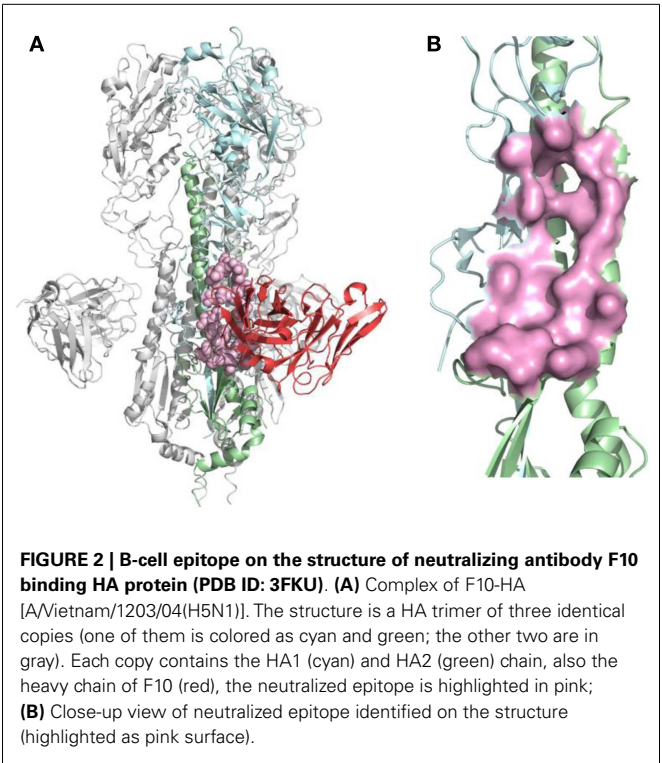 A
B
FIGURE 2 | B-cell epitope on the structure of neutralizing antibody F10
binding HA protein (PDB ID: 3FKU). (A) Complex of F10-HA
[A/Vietnam/1203/04(H5N1)]. The structure is a HA trimer of three identical
copies (one of them is colored as cyan and green; the other two are in
gray). Each copy contains the HA1 (cyan) and HA2 (green) chain, also the
heavy chain of F10 (red), the neutralized epitope is highlighted in pink;
(B) Close-up view of neutralized epitope identified on the structure
(highlighted as pink surface).